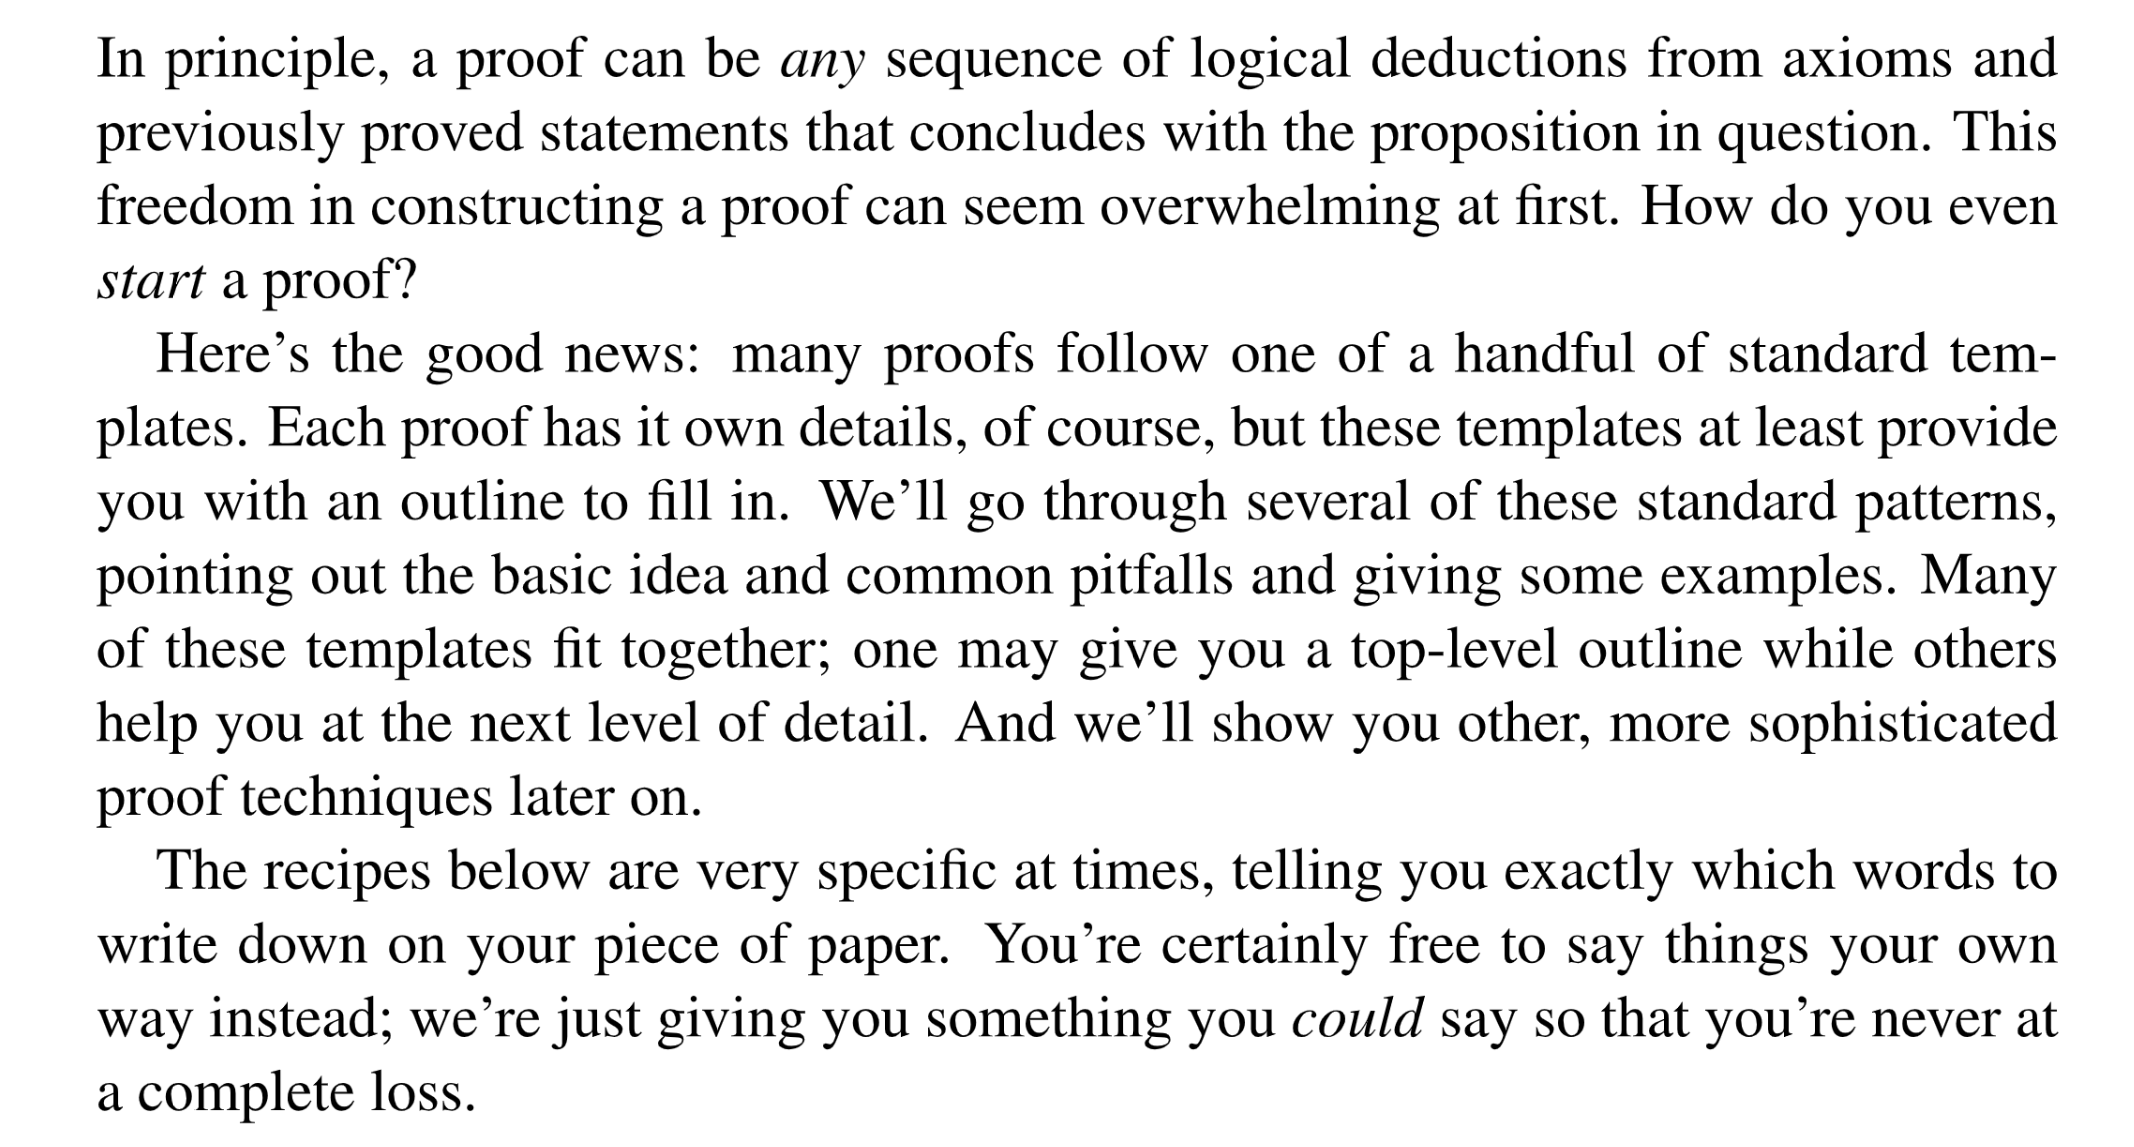 In principle, a proof can be any sequence of logical deductions from axioms and
previously proved statements that concludes with the proposition in question. This
freedom in constructing a proof can seem overwhelming at first. How do you even
start a proof?
Here’s the good news: many proofs follow one of a handful of standard tem-
plates. Each proof has it own details, of course, but these templates at least provide
you with an outline to fill in. We’ll go through several of these standard patterns,
pointing out the basic idea and common pitfalls and giving some examples. Many
of these templates fit together; one may give you a top-level outline while others
help you at the next level of detail. And we’ll show you other, more sophisticated
proof techniques later on.
The recipes below are very specific at times, telling you exactly which words to
write down on your piece of paper. You’re certainly free to say things your own
way instead; we’re just giving you something you could say so that you’re never at
a complete loss.